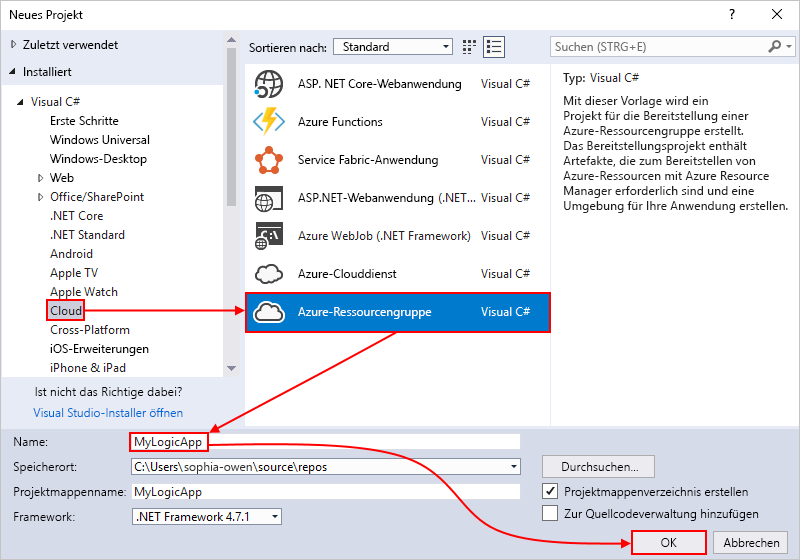 Neues Projekt
?
Zuletzt verwendet
Installiert
Visual C#
Erste Schritte
Windows Universal
Windows-Desktop
Web
Office/SharePoint
.NET Core
.NET Standard
Android
Apple TV
Apple Watch
Cloud
Cross-Platform
iOS-Erweiterungen
iPhone & iPad
Ist nicht das Richtige dabei?
Visual Studio-Installer öffnen
Sortieren nach: Standard
ASP. NET Core-Webanwendung Visual C#
Azure Functions Visual C#
Service Fabric-Anwendung Visual C#
ASP.NET-Webanwendung (.NET... Visual C#
Azure WebJob (.NET Framework) Visual C#
Azure-Clouddienst Visual C#
Azure-Ressourcengruppe Visual C#
Suchen (STRG+E)
Typ: Visual C#
Mit dieser Vorlage wird ein
Projekt für die Bereitstellung einer
Azure-Ressourcengruppe erstellt.
Das Bereitstellungsprojekt enthält
Artefakte, die zum Bereitstellen von
Azure-Ressourcen mit Azure Resource
Manager erforderlich sind und eine
Umgebung für Ihre Anwendung erstellen.
Name: MyLogicApp
Speicherort: C:\Users\sophia-owen\source\repos
Durchsuchen...
Projektmappenname: MyLogicApp
Projektmappenverzeichnis erstellen
Framework: .NET Framework 4.7.1
Zur Quellcodeverwaltung hinzufügen
OK
Abbrechen